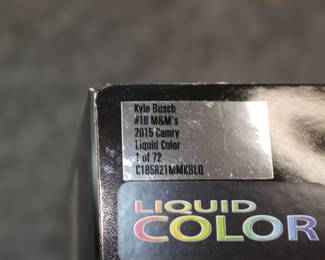 Kyle Busch
#18 M&M's
2015 Camry
Liquid Color
1 of 72
C185821MMKBLQ
LIQUID
COLOR